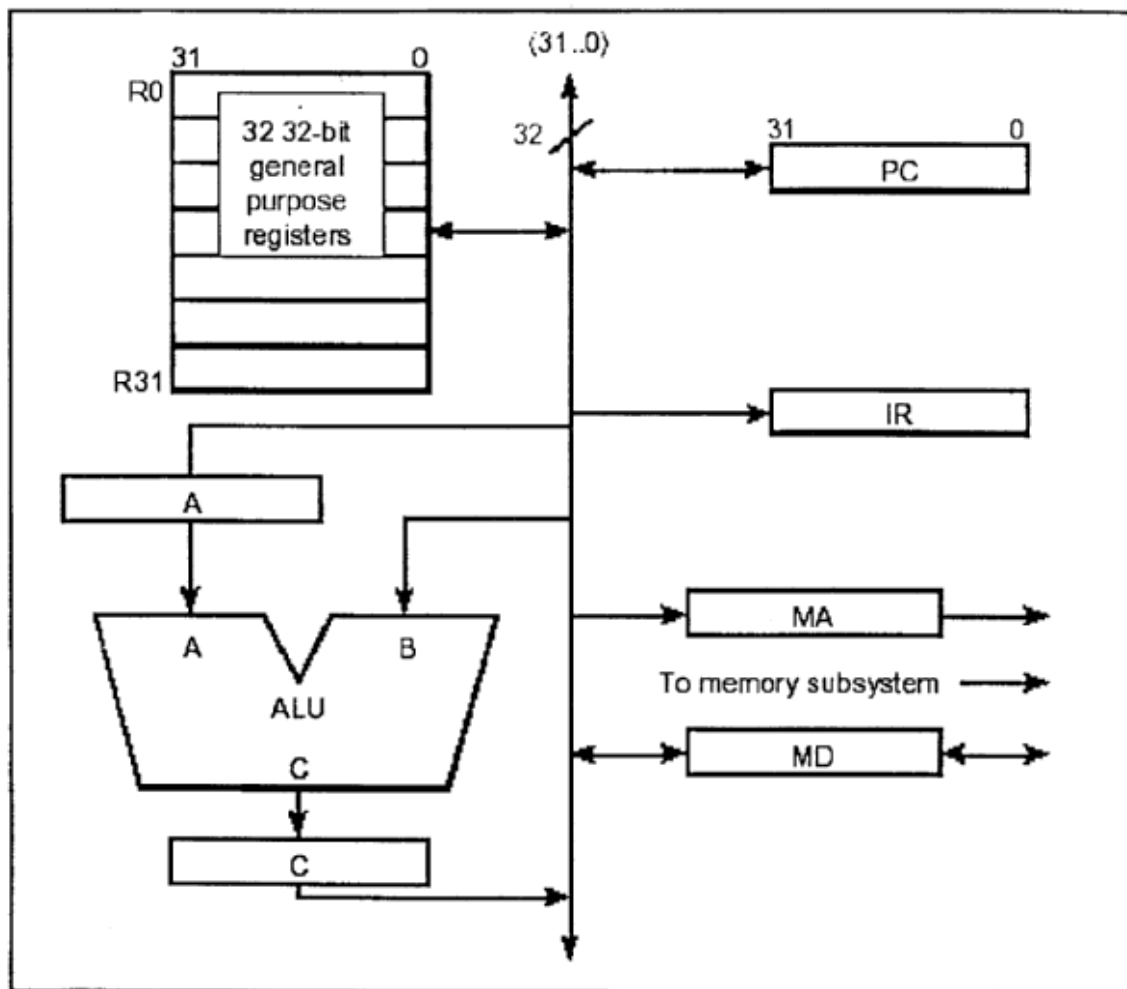 31 0
R0
32 32-bit
general
purpose
registers
R31
⟨31..0⟩
32
31 0
PC
IR
A
A
B
ALU
C
C
MA
To memory subsystem
MD